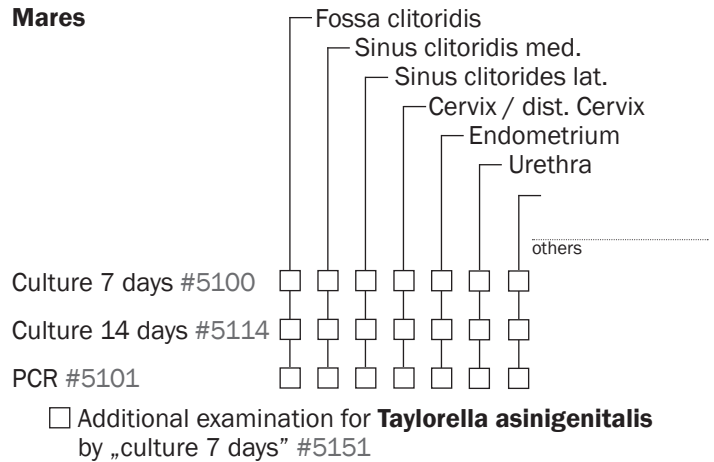 Mares
Fossa clitoridis
Sinus clitoridis med.
Sinus clitorides lat.
Cervix / dist. Cervix
Endometrium
Urethra
others
Culture 7 days #5100
Culture 14 days #5114
PCR #5101
Additional examination for Taylorella asinigenitalis
by „culture 7 days” #5151